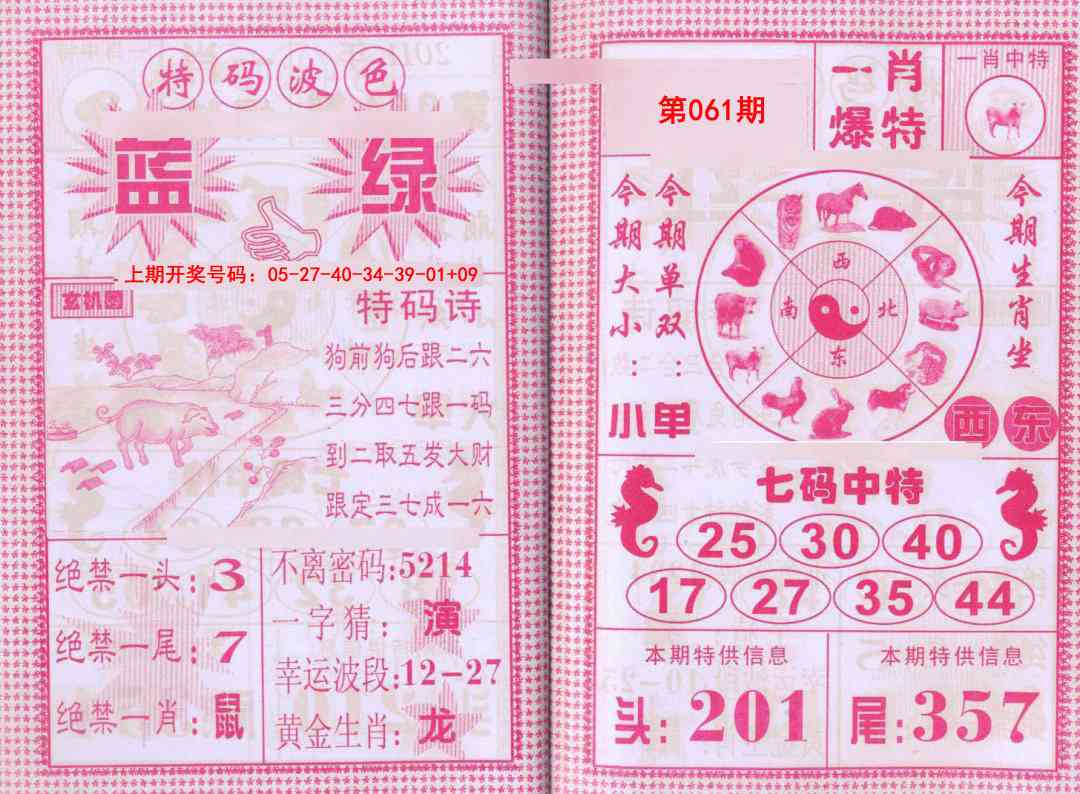 特码波色
蓝 绿
上期开奖号码：05-27-40-34-39-01+09
玄机图
特码诗
狗前狗后跟二六
三分四七跟一码
到二取五发大财
跟定三七成一六
绝禁一头：3
绝禁一尾：7
绝禁一肖：鼠
不离密码：5214
一字猜：演
幸运波段：12-27
黄金生肖：龙
第061期
一肖
爆特
一肖中特
今期大小：小
今期单双：单
今期生肖坐
西东
西
南
北
东
七码中特
25 30 40
17 27 35 44
本期特供信息
头：201
本期特供信息
尾：357